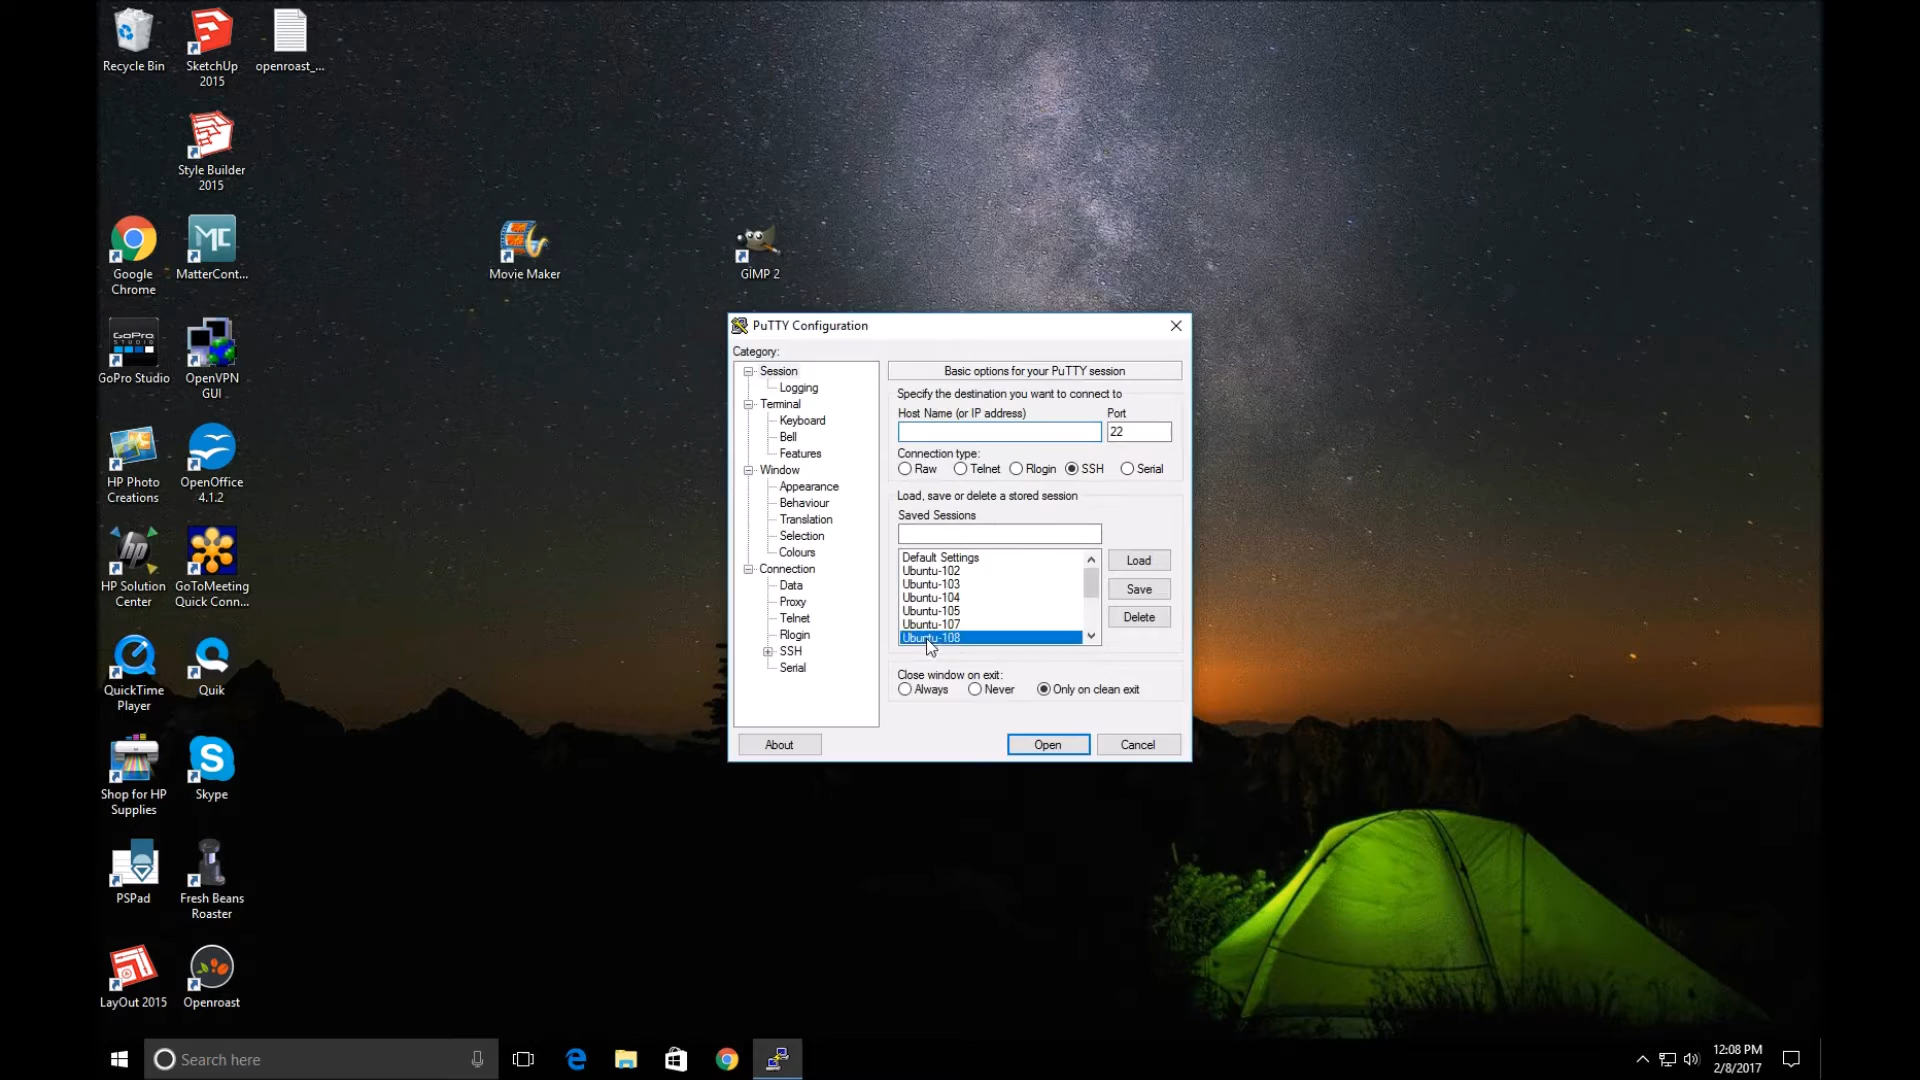 Recycle Bin
SketchUp
2015
openroast_...
Style Builder
2015
Google
Chrome
MatterCont...
Movie Maker
GIMP 2
GoPro
STUDIO
GoPro Studio
OpenVPN
GUI
HP Photo
Creations
OpenOffice
4.1.2
HP Solution
Center
GoToMeeting
Quick Conn...
QuickTime
Player
Quik
Shop for HP
Supplies
Skype
PSPad
Fresh Beans
Roaster
LayOut 2015
Openroast
PuTTY Configuration
Category:
Session
Logging
Terminal
Keyboard
Bell
Features
Window
Appearance
Behaviour
Translation
Selection
Colours
Connection
Data
Proxy
Telnet
Rlogin
SSH
Serial
Basic options for your PuTTY session
Specify the destination you want to connect to
Host Name (or IP address) Port
22
Connection type:
Raw Telnet Rlogin SSH Serial
Load, save or delete a stored session
Saved Sessions
Default Settings
Ubuntu-102
Ubuntu-103
Ubuntu-104
Ubuntu-105
Ubuntu-107
Ubuntu-108
Load
Save
Delete
Close window on exit:
Always Never Only on clean exit
About Open Cancel
Search here
12:08 PM
2/8/2017